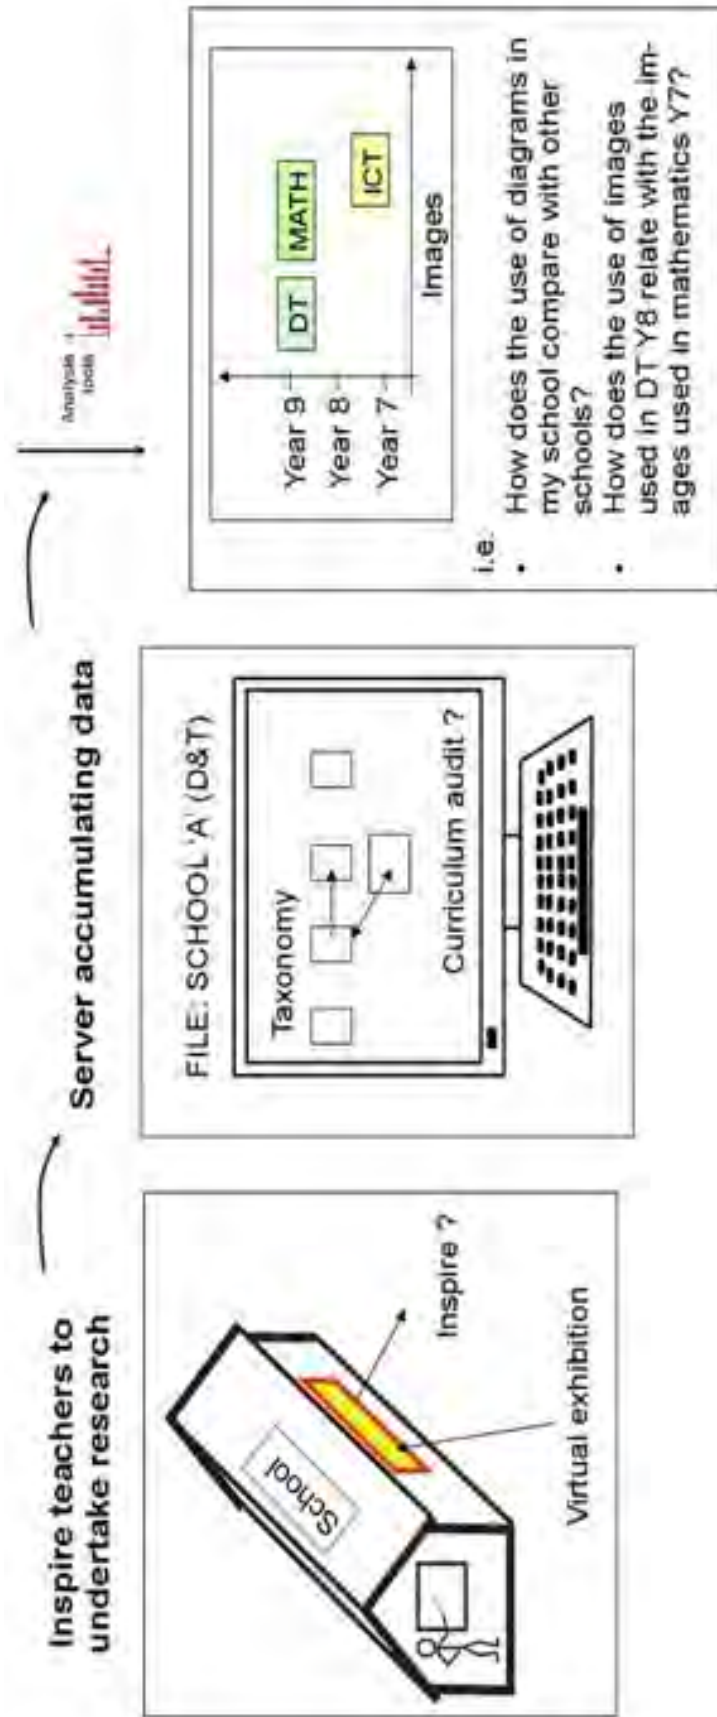 Inspire teachers to
undertake research
School
Inspire ?
Virtual exhibition
Server accumulating data
FILE: SCHOOL 'A' (D&T)
Taxonomy
Curriculum audit ?
Analysis
tools
Year 9
Year 8
Year 7
DT
MATH
ICT
Images
i.e.
• How does the use of diagrams in
my school compare with other
schools?
• How does the use of images
used in DT Y8 relate with the im-
ages used in mathematics Y7?